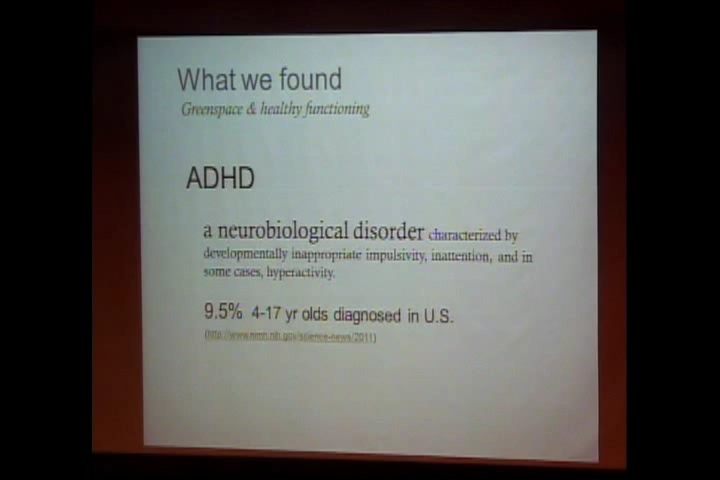 What we found
Greenspace & healthy functioning
ADHD
a neurobiological disorder characterized by
developmentally inappropriate impulsivity, inattention, and in
some cases, hyperactivity.
9.5% 4-17 yr olds diagnosed in U.S.
(http://www.nimh.nih.gov/science-news/2011)